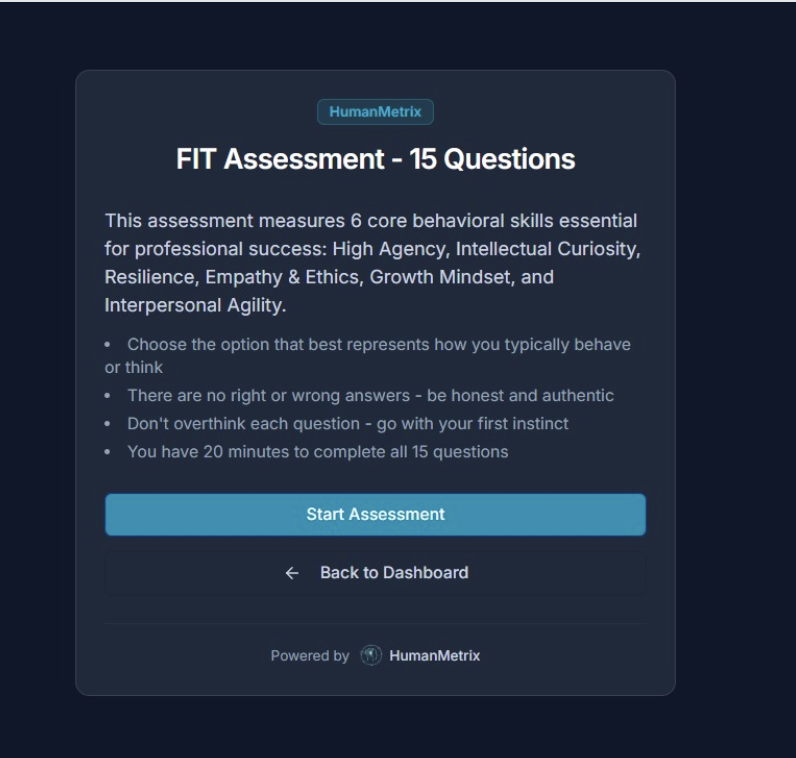 HumanMetrix
FIT Assessment - 15 Questions
This assessment measures 6 core behavioral skills essential
for professional success: High Agency, Intellectual Curiosity,
Resilience, Empathy & Ethics, Growth Mindset, and
Interpersonal Agility.
• Choose the option that best represents how you typically behave
or think
• There are no right or wrong answers - be honest and authentic
• Don't overthink each question - go with your first instinct
• You have 20 minutes to complete all 15 questions
Start Assessment
← Back to Dashboard
Powered by HumanMetrix